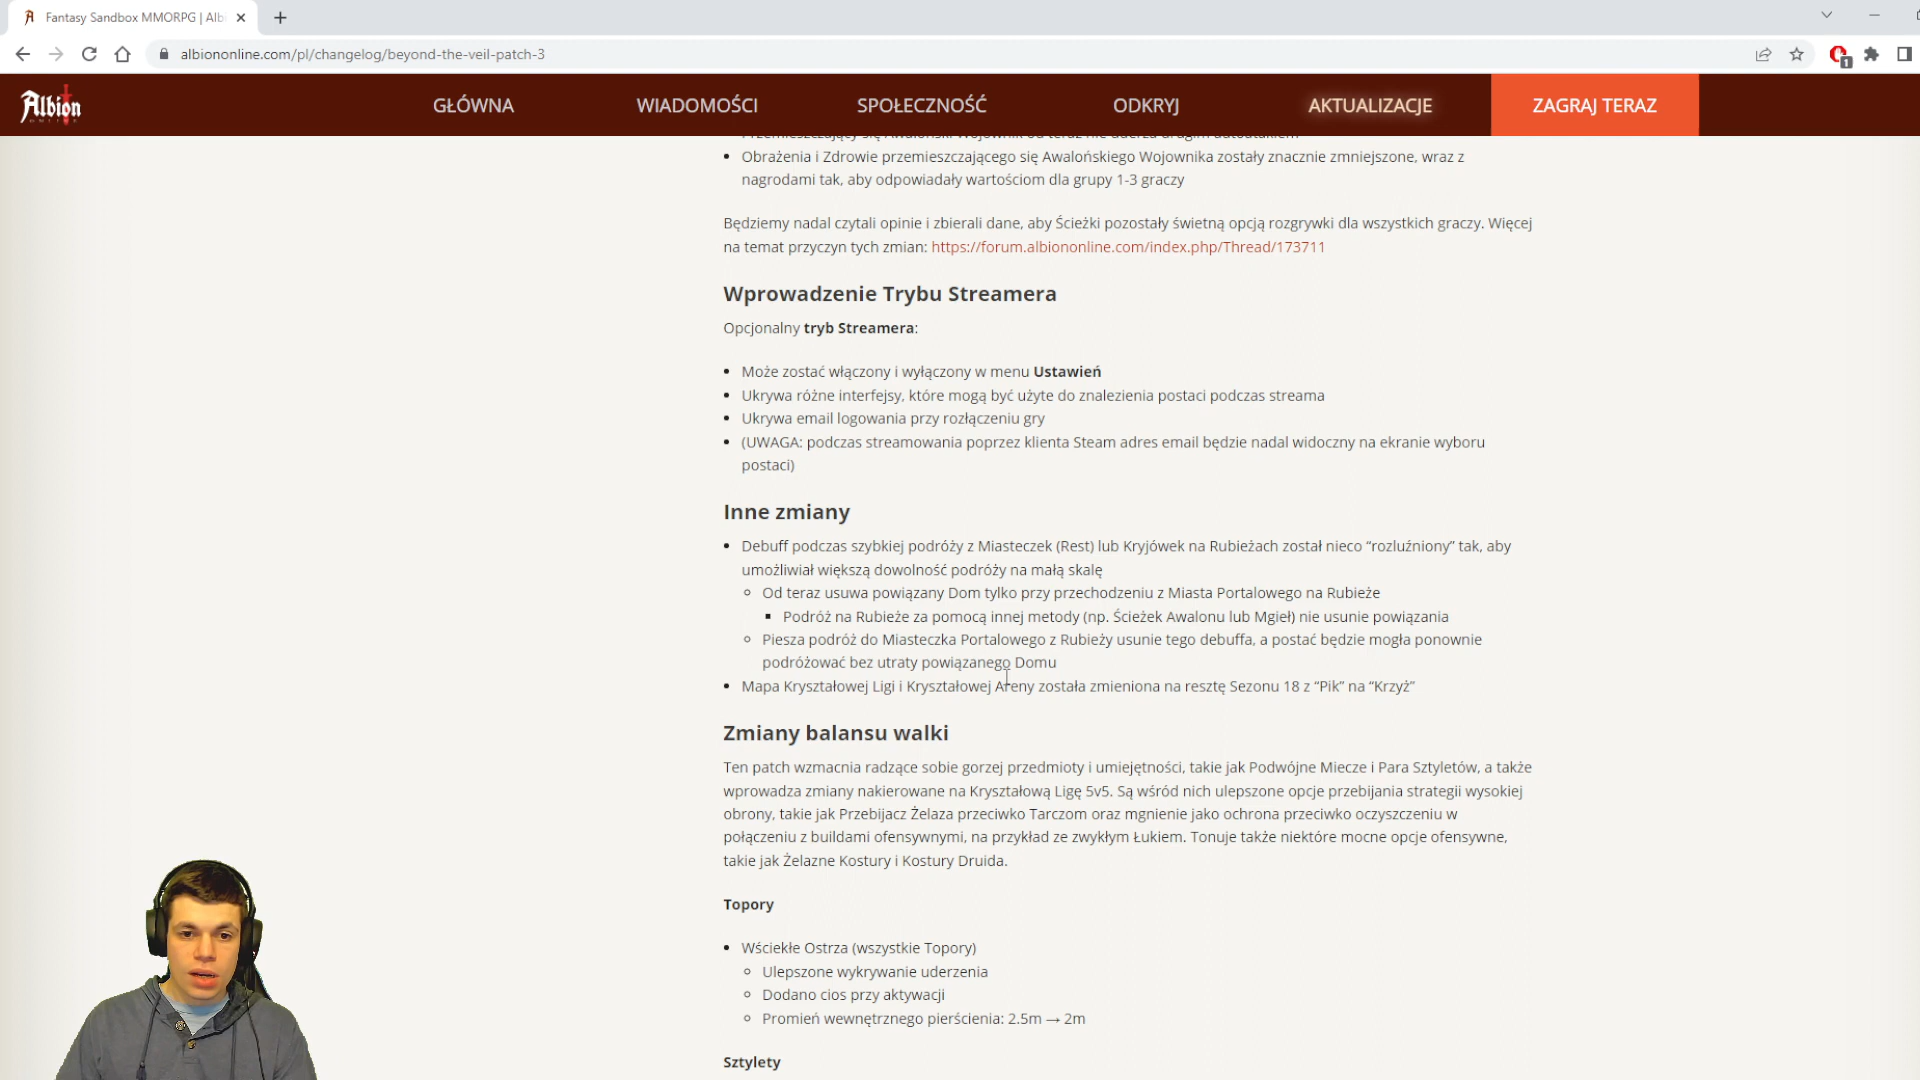 Fantasy Sandbox MMORPG | Alb
albiononline.com/pl/changelog/beyond-the-veil-patch-3
1
Albion
ONLINE
GŁÓWNA
WIADOMOŚCI
SPOŁECZNOŚĆ
ODKRYJ
AKTUALIZACJE
ZAGRAJ TERAZ
Przemieszczający się Awaloński Wojownik od teraz nie uderza drugim autoatakiem
Obrażenia i Zdrowie przemieszczającego się Awalońskiego Wojownika zostały znacznie zmniejszone, wraz z
nagrodami tak, aby odpowiadały wartościom dla grupy 1-3 graczy
Będziemy nadal czytali opinie i zbierali dane, aby Ścieżki pozostały świetną opcją rozgrywki dla wszystkich graczy. Więcej
na temat przyczyn tych zmian: https://forum.albiononline.com/index.php/Thread/173711
Wprowadzenie Trybu Streamera
Opcjonalny tryb Streamera:
Może zostać włączony i wyłączony w menu Ustawień
Ukrywa różne interfejsy, które mogą być użyte do znalezienia postaci podczas streama
Ukrywa email logowania przy rozłączeniu gry
(UWAGA: podczas streamowania poprzez klienta Steam adres email będzie nadal widoczny na ekranie wyboru
postaci)
Inne zmiany
Debuff podczas szybkiej podróży z Miasteczek (Rest) lub Kryjówek na Rubieżach został nieco “rozluźniony” tak, aby
umożliwiał większą dowolność podróży na małą skalę
Od teraz usuwa powiązany Dom tylko przy przechodzeniu z Miasta Portalowego na Rubieże
Podróż na Rubieże za pomocą innej metody (np. Ścieżek Awalonu lub Mgieł) nie usunie powiązania
Piesza podróż do Miasteczka Portalowego z Rubieży usunie tego debuffa, a postać będzie mogła ponownie
podróżować bez utraty powiązanego Domu
Mapa Kryształowej Ligi i Kryształowej Areny została zmieniona na resztę Sezonu 18 z “Pik” na “Krzyż”
Zmiany balansu walki
Ten patch wzmacnia radzące sobie gorzej przedmioty i umiejętności, takie jak Podwójne Miecze i Para Sztyletów, a także
wprowadza zmiany nakierowane na Kryształową Ligę 5v5. Są wśród nich ulepszone opcje przebijania strategii wysokiej
obrony, takie jak Przebijacz Żelaza przeciwko Tarczom oraz mgnienie jako ochrona przeciwko oczyszczeniu w
połączeniu z buildami ofensywnymi, na przykład ze zwykłym Łukiem. Tonuje także niektóre mocne opcje ofensywne,
takie jak Żelazne Kostury i Kostury Druida.
Topory
Wściekłe Ostrza (wszystkie Topory)
Ulepszone wykrywanie uderzenia
Dodano cios przy aktywacji
Promień wewnętrznego pierścienia: 2.5m → 2m
Sztylety